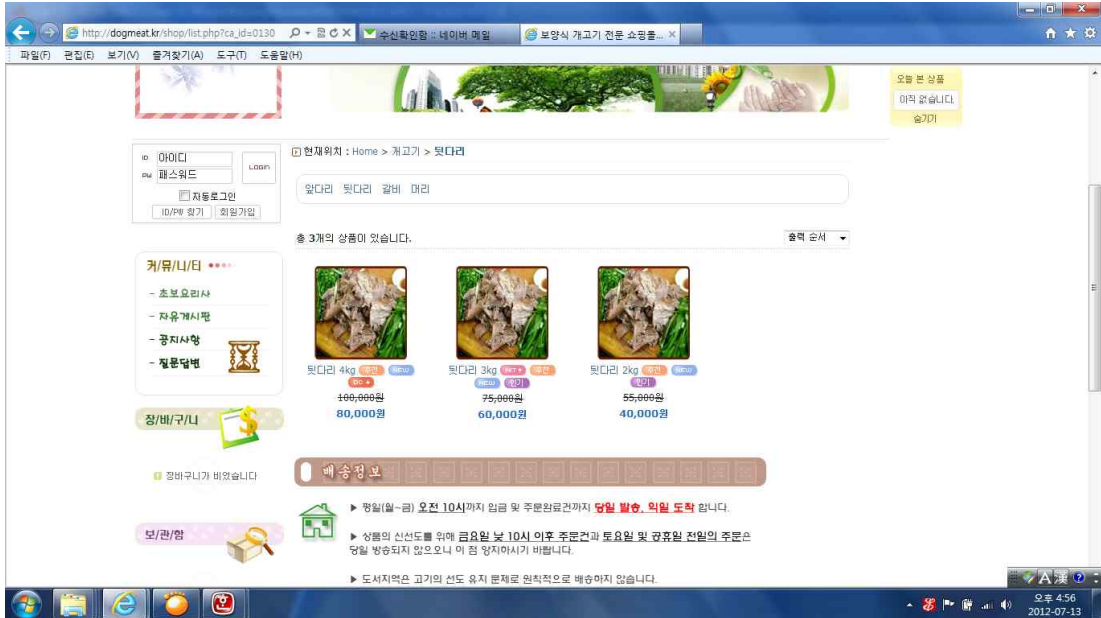 http://dogmeat.kr/shop/list.php?ca_id=0130
수신확인함 :: 네이버 메일
보양식 개고기 전문 쇼핑몰...
파일(F) 편집(E) 보기(V) 즐겨찾기(A) 도구(T) 도움말(H)
오늘 본 상품
아직 없습니다.
숨기기
ID 아이디
PW 패스워드
LOGIN
자동로그인
ID/PW 찾기 회원가입
현재위치 : Home > 개고기 > 뒷다리
앞다리 뒷다리 갈비 머리
총 3개의 상품이 있습니다.
출력 순서
커/뮤/니/티
- 초보요리사
- 자유게시판
- 공지사항
- 질문답변
뒷다리 4kg 추천 NEW
100,000원
80,000원
뒷다리 3kg HIT 추천
NEW 인기
75,000원
60,000원
뒷다리 2kg 추천 NEW
인기
55,000원
40,000원
장/바/구/니
장바구니가 비었습니다
보/관/함
배송정보
▶ 평일(월~금) 오전 10시까지 입금 및 주문완료건까지 당일 발송, 익일 도착 합니다.
▶ 상품의 신선도를 위해 금요일 낮 10시 이후 주문건과 토요일 및 공휴일 전일의 주문은
당일 방송되지 않으오니 이 점 양지하시기 바랍니다.
▶ 도서지역은 고기의 선도 유지 문제로 원칙적으로 배송하지 않습니다.
A 漢
오후 4:56
2012-07-13